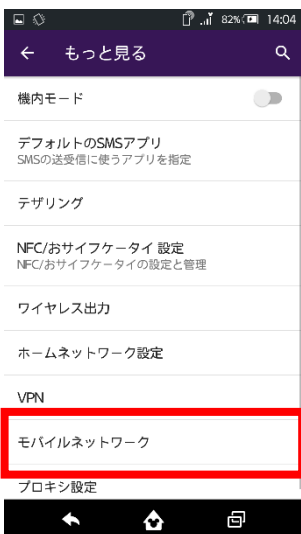 82% 14:04
もっと見る
機内モード
デフォルトのSMSアプリ
SMSの送受信に使うアプリを指定
テザリング
NFC/おサイフケータイ 設定
NFC/おサイフケータイの設定と管理
ワイヤレス出力
ホームネットワーク設定
VPN
モバイルネットワーク
プロキシ設定